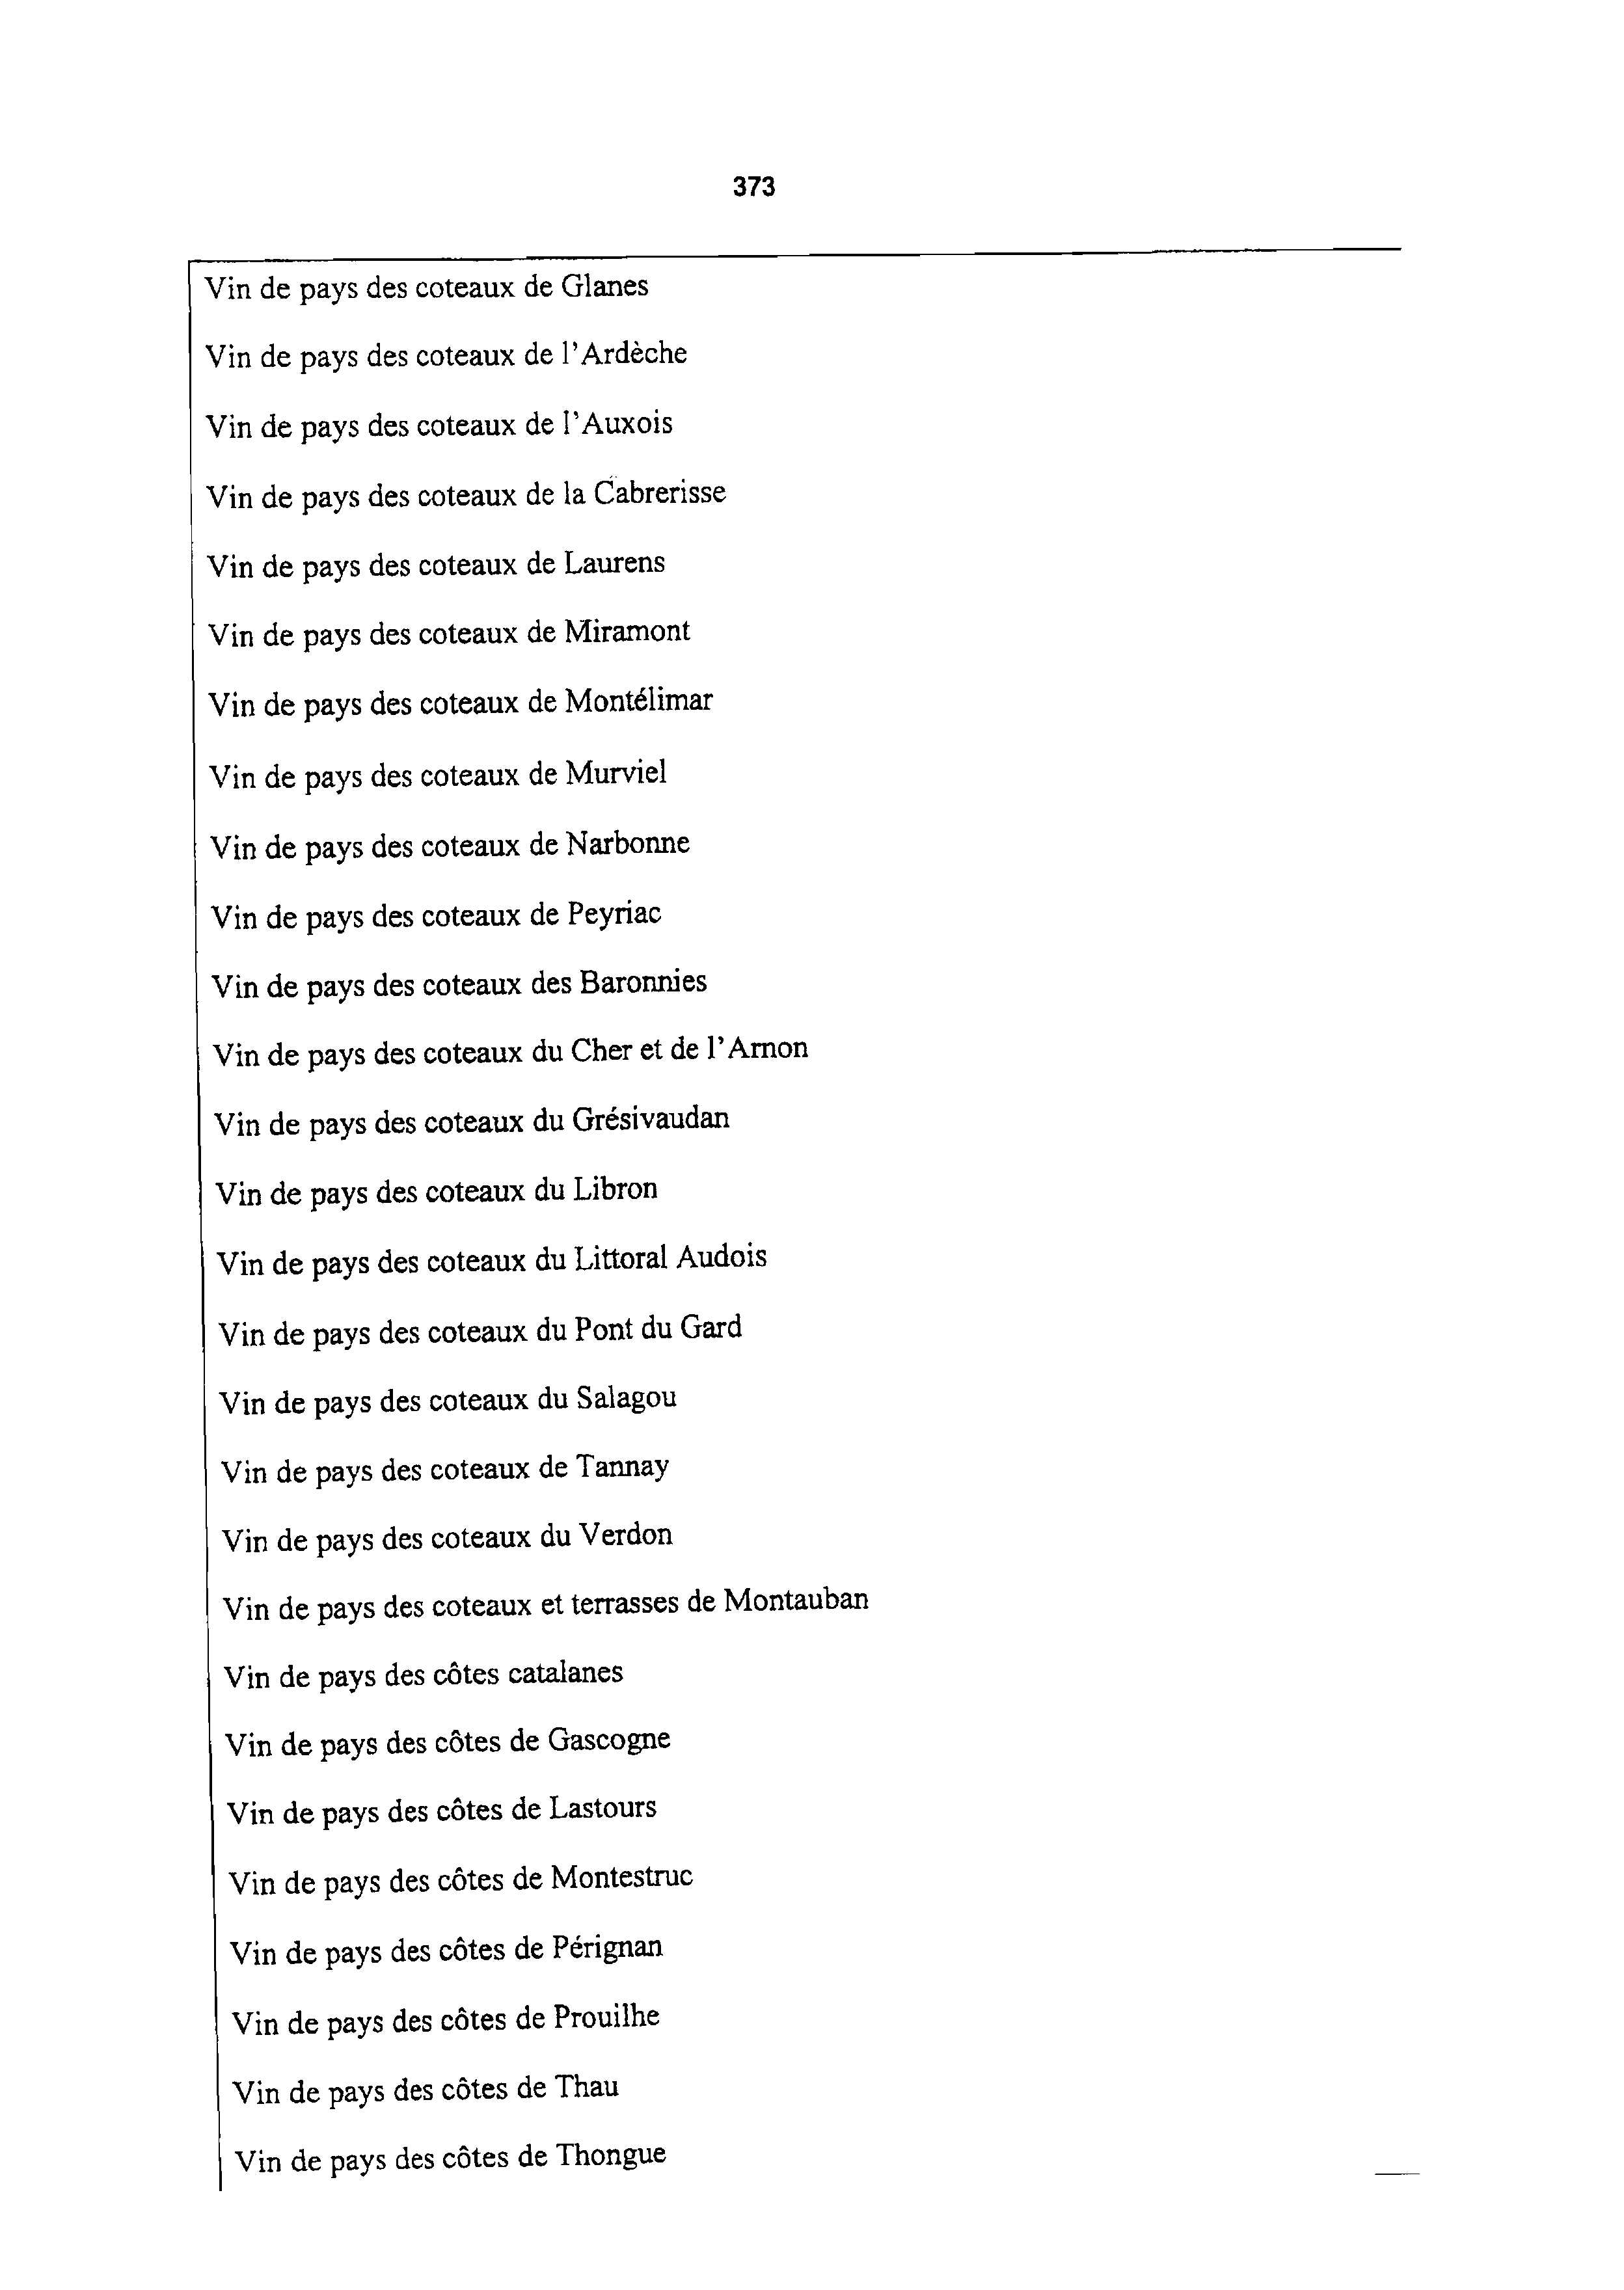 373
Vin de pays des coteaux de Glanes
Vin de pays des coteaux de l'Ardèche
Vin de pays des coteaux de l'Auxois
Vin de pays des coteaux de la Cabrerisse
Vin de pays des coteaux de Laurens
Vin de pays des coteaux de Miramont
Vin de pays des coteaux de Montélimar
Vin de pays des coteaux de Murviel
Vin de pays des coteaux de Narbonne
Vin de pays des coteaux de Peyriac
Vin de pays des coteaux des Baronnies
Vin de pays des coteaux du Cher et de l'Arnon
Vin de pays des coteaux du Grésivaudan
Vin de pays des coteaux du Libron
Vin de pays des coteaux du Littoral Audois
Vin de pays des coteaux du Pont du Gard
Vin de pays des coteaux du Salagou
Vin de pays des coteaux de Tannay
Vin de pays des coteaux du Verdon
Vin de pays des coteaux et terrasses de Montauban
Vin de pays des côtes catalanes
Vin de pays des côtes de Gascogne
Vin de pays des côtes de Lastours
Vin de pays des côtes de Montestruc
Vin de pays des côtes de Pérignan
Vin de pays des côtes de Prouilhe
Vin de pays des côtes de Thau
Vin de pays des côtes de Thongue